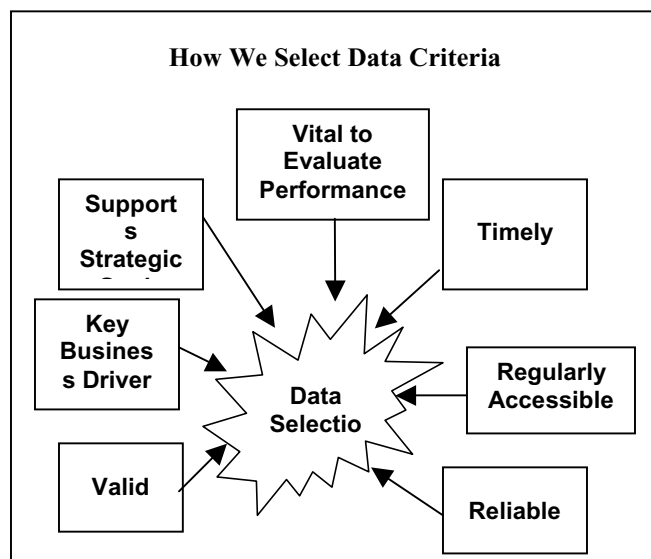 How We Select Data Criteria
Vital to
Evaluate
Performance
Support
s
Strategic
Timely
Key
Busines
s Driver
Regularly
Accessible
Data
Selectio
Valid
Reliable